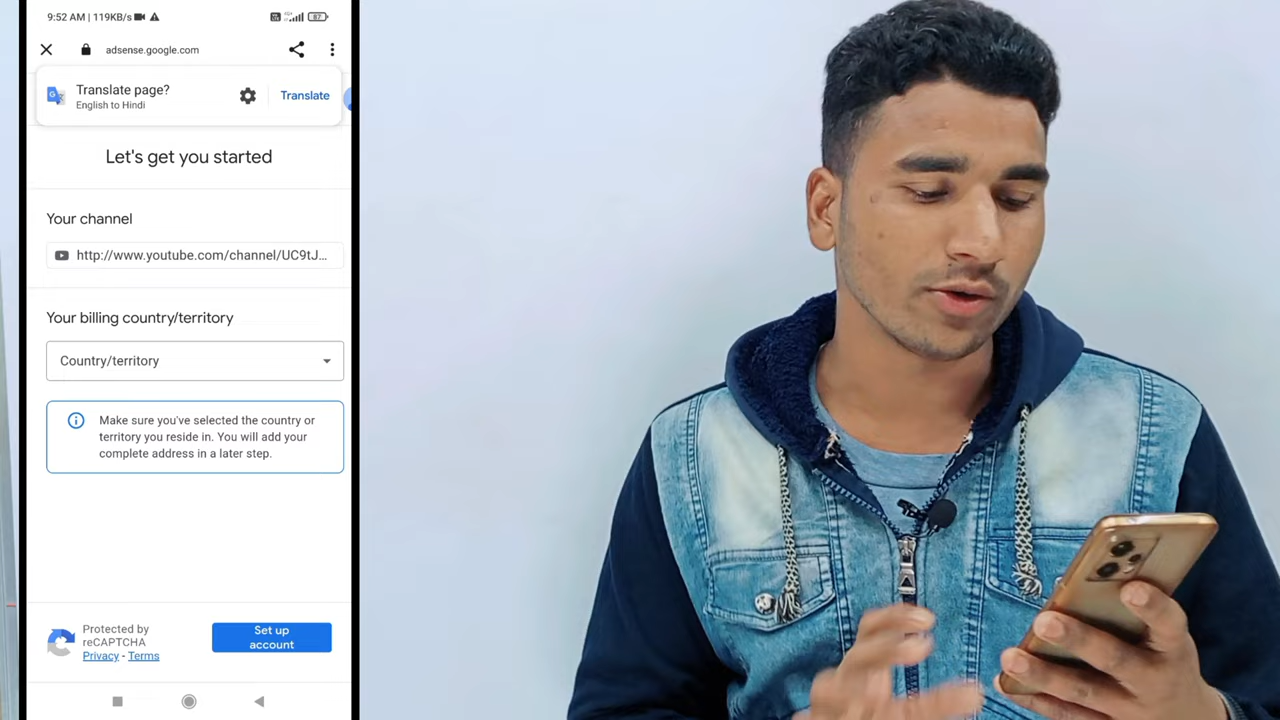 9:52 AM | 119KB/s
87
adsense.google.com
Translate page?
English to Hindi
Translate
Let's get you started
Your channel
http://www.youtube.com/channel/UC9tJ...
Your billing country/territory
Country/territory
Make sure you've selected the country or
territory you reside in. You will add your
complete address in a later step.
Protected by
reCAPTCHA
Privacy - Terms
Set up
account